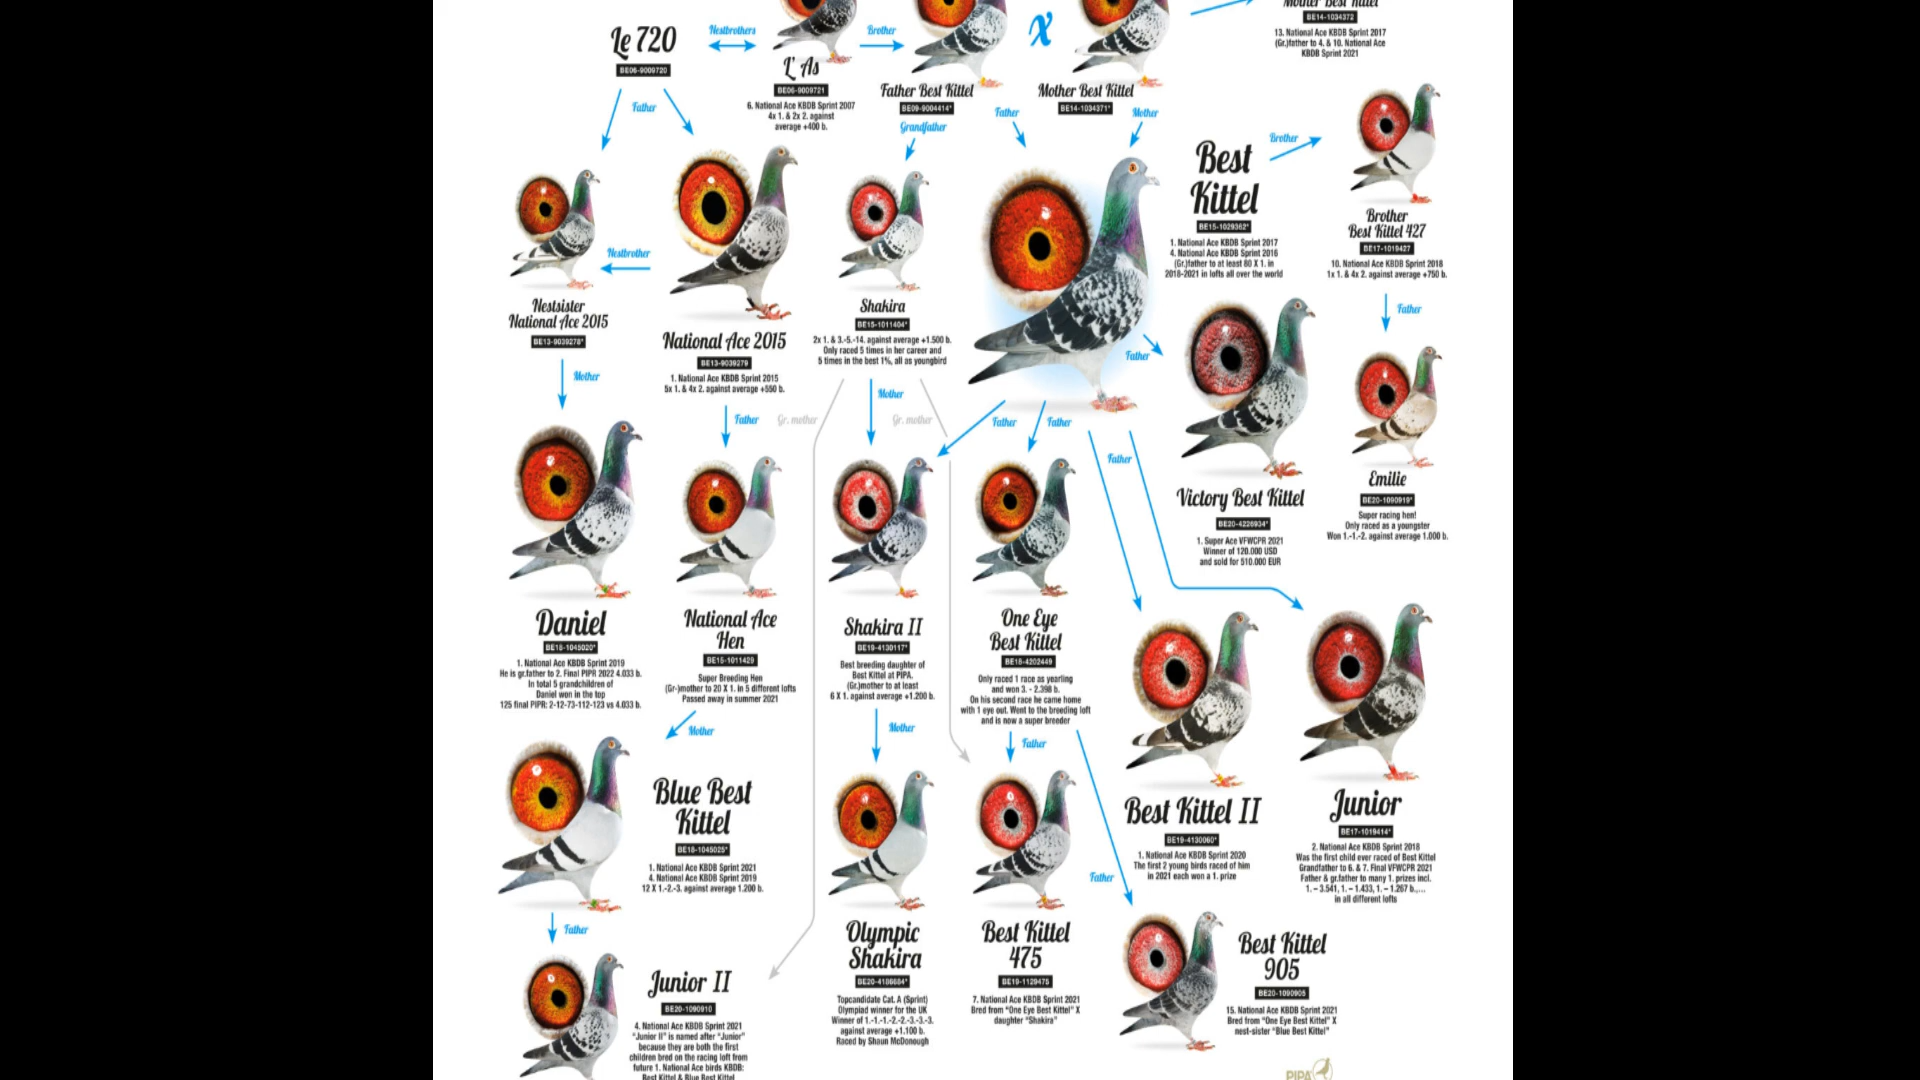 Mother Best Kittel
BE14-1034372
13. National Ace KBDB Sprint 2017
(Gr.)father to 4. & 10. National Ace
KBDB Sprint 2021
Le 720
BE06-9009720
Nestbrothers
L' As
BE06-9009721
6. National Ace KBDB Sprint 2007
4x 1. & 2x 2. against
average +400 b.
Brother
Father Best Kittel
BE09-9004414*
X
Mother Best Kittel
BE14-1034371*
Father
Grandfather
Father
Mother
Nestsister
National Ace 2015
BE13-9039278*
Nestbrother
National Ace 2015
BE13-9039279
1. National Ace KBDB Sprint 2015
5x 1. & 4x 2. against average +550 b.
Shakira
BE15-1011404*
2x 1. & 3.-5.-14. against average +1.500 b.
Only raced 5 times in her career and
5 times in the best 1%, all as youngbird
Best
Kittel
BE15-1029362*
1. National Ace KBDB Sprint 2017
4. National Ace KBDB Sprint 2016
(Gr.)father to at least 80 X 1. in
2018-2021 in lofts all over the world
Brother
Brother
Best Kittel 427
BE17-1019427
10. National Ace KBDB Sprint 2018
1x 1. & 4x 2. against average +750 b.
Father
Mother
Father
Gr. mother
Mother
Gr. mother
Father
Father
Father
Father
Daniel
BE18-1045020*
1. National Ace KBDB Sprint 2019
He is gr.father to 2. Final PIPR 2022 4.033 b.
In total 5 grandchildren of
Daniel won in the top
125 final PIPR: 2-12-73-112-123 vs 4.033 b.
National Ace
Hen
BE15-1011429
Super Breeding Hen
(Gr-)mother to 20 X 1. in 5 different lofts
Passed away in summer 2021
Mother
Shakira II
BE19-4130117*
Best breeding daughter of
Best Kittel at PIPA.
(Gr.)mother to at least
6 X 1. against average +1.200 b.
Mother
One Eye
Best Kittel
BE18-4202449
Only raced 1 race as yearling
and won 3. - 2.398 b.
On his second race he came home
with 1 eye out. Went to the breeding loft
and is now a super breeder
Father
Victory Best Kittel
BE20-4226934*
1. Super Ace VFWCPR 2021
Winner of 120.000 USD
and sold for 510.000 EUR
Emilie
BE20-1090919*
Super racing hen!
Only raced as a youngster
Won 1.-1.-2. against average 1.000 b.
Blue Best
Kittel
BE18-1045025*
1. National Ace KBDB Sprint 2021
4. National Ace KBDB Sprint 2019
12 X 1.-2.-3. against average 1.200 b.
Father
Junior II
BE20-1090910
4. National Ace KBDB Sprint 2021
"Junior II" is named after "Junior"
because they are both the first
children bred on the racing loft from
future 1. National Ace birds KBDB:
Best Kittel & Blue Best Kittel
Olympic
Shakira
BE20-4186684*
Topcandidate Cat. A (Sprint)
Olympiad winner for the UK
Winner of 1.-1.-1.-2.-2.-3.-3.-3.
against average +1.100 b.
Raced by Shaun McDonough
Best Kittel
475
BE19-1129475
7. National Ace KBDB Sprint 2021
Bred from "One Eye Best Kittel" X
daughter "Shakira"
Father
Best Kittel II
BE19-4130060*
1. National Ace KBDB Sprint 2020
The first 2 young birds raced of him
in 2021 each won a 1. prize
Junior
BE17-1019414*
2. National Ace KBDB Sprint 2018
Was the first child ever raced of Best Kittel
Grandfather to 6. & 7. Final VFWCPR 2021
Father & gr.father to many 1. prizes incl.
1. – 3.541, 1. – 1.433, 1. – 1.267 b.,...
in all different lofts
Best Kittel
905
BE20-1090905
15. National Ace KBDB Sprint 2021
Bred from "One Eye Best Kittel" X
nest-sister "Blue Best Kittel"
PIPA